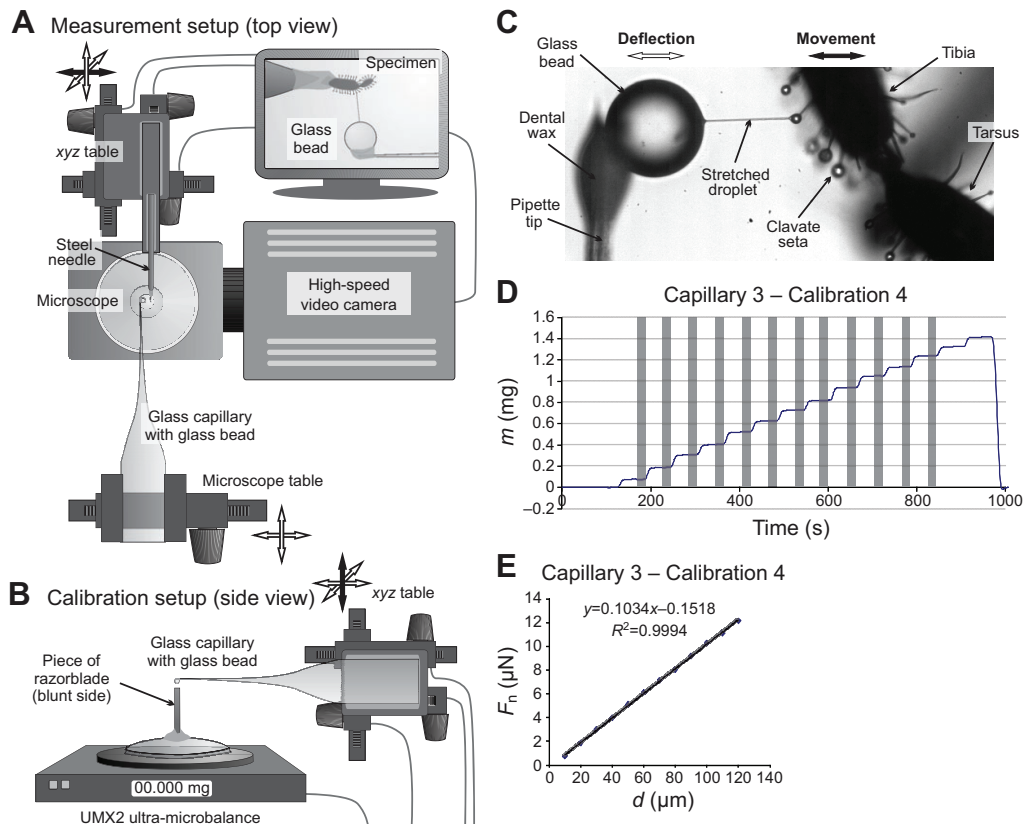 A Measurement setup (top view)
Specimen
Glass
bead
xyz table
Steel
needle
Microscope
High-speed
video camera
Glass capillary
with glass bead
Microscope table
B Calibration setup (side view)
xyz table
Glass capillary
with glass bead
Piece of
razorblade
(blunt side)
00.000 mg
UMX2 ultra-microbalance
C
Glass
bead
Deflection
Movement
Tibia
Dental
wax
Tarsus
Stretched
droplet
Pipette
tip
Clavate
seta
D
Capillary 3 – Calibration 4
1.6
1.4
1.2
1
0.8
0.6
0.4
0.2
0
–0.2
m (mg)
0 200 400 600 800 1000
Time (s)
E Capillary 3 – Calibration 4
y=0.1034x–0.1518
R²=0.9994
14
12
10
8
6
4
2
0
Fn (μN)
0 20 40 60 80 100 120 140
d (μm)